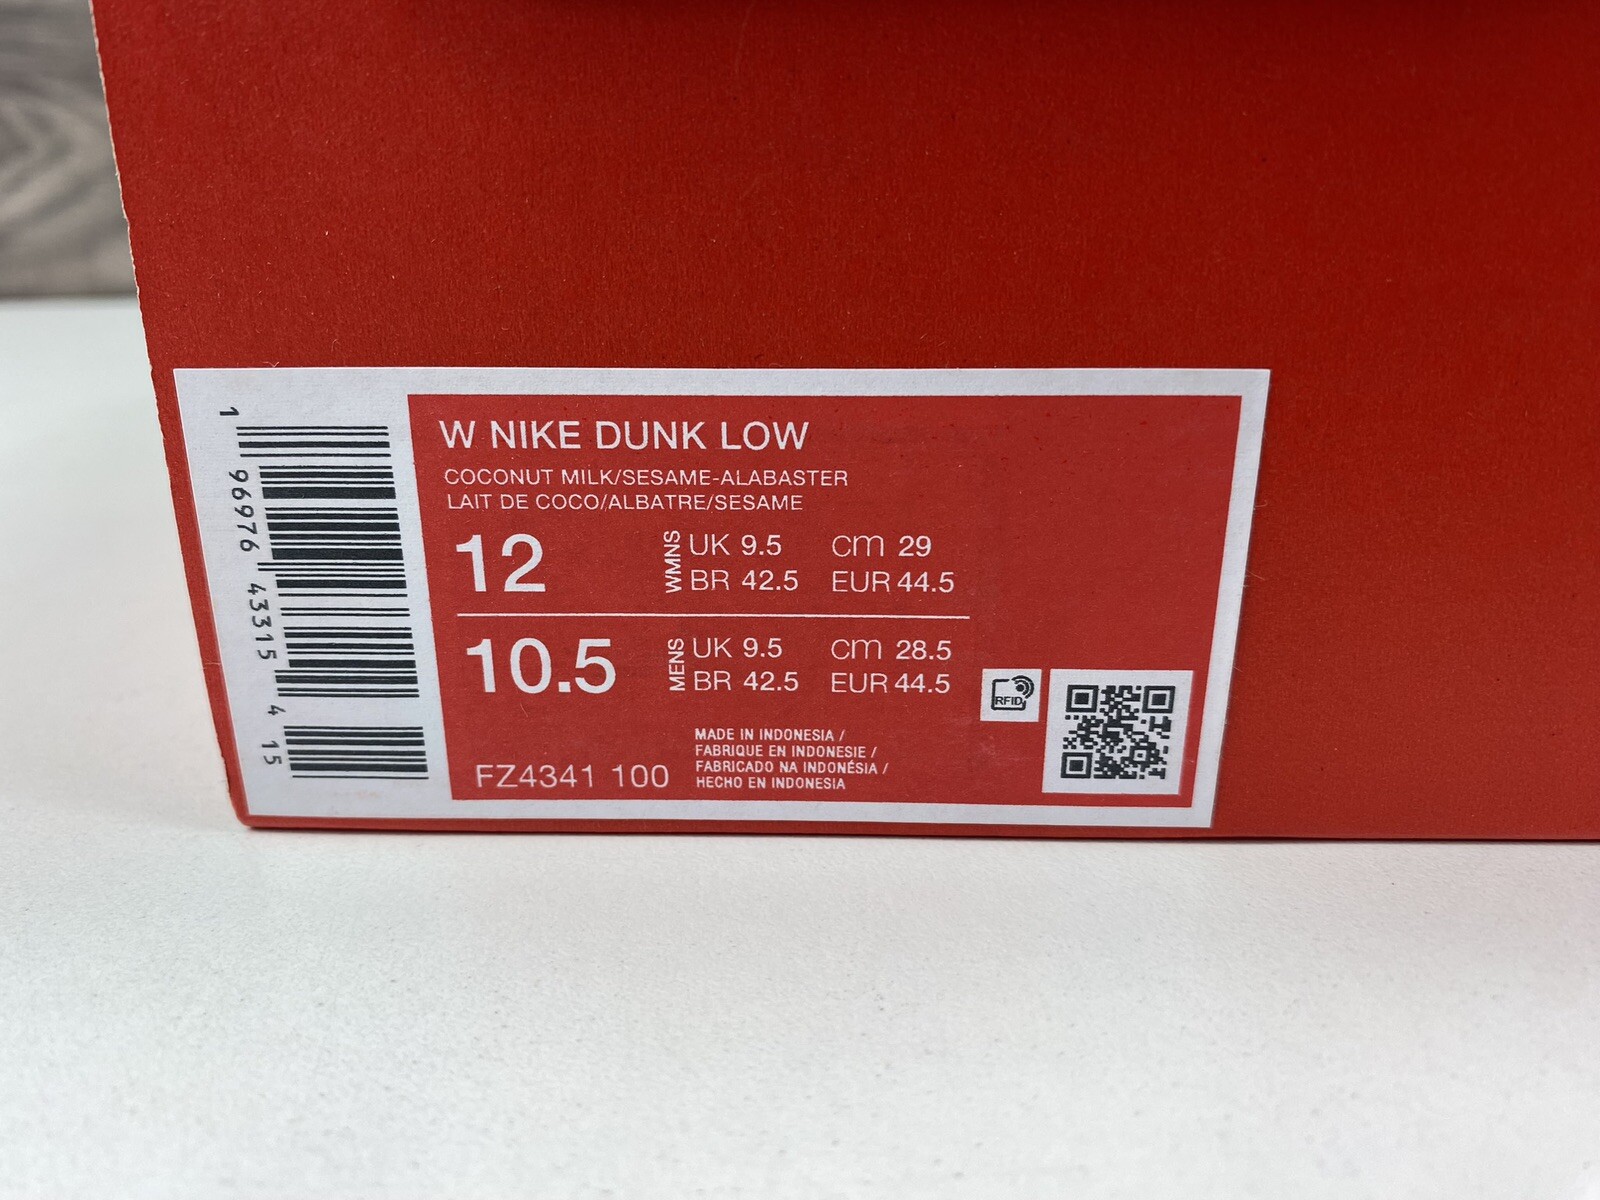 W NIKE DUNK LOW
COCONUT MILK/SESAME-ALABASTER
LAIT DE COCO/ALBATRE/SESAME
12
WMNS
UK 9.5 cm 29
BR 42.5 EUR 44.5
10.5
MENS
UK 9.5 cm 28.5
BR 42.5 EUR 44.5
FZ4341 100
MADE IN INDONESIA /
FABRIQUE EN INDONESIE /
FABRICADO NA INDONÉSIA /
HECHO EN INDONESIA
RFID
1 96976 43315 4 15